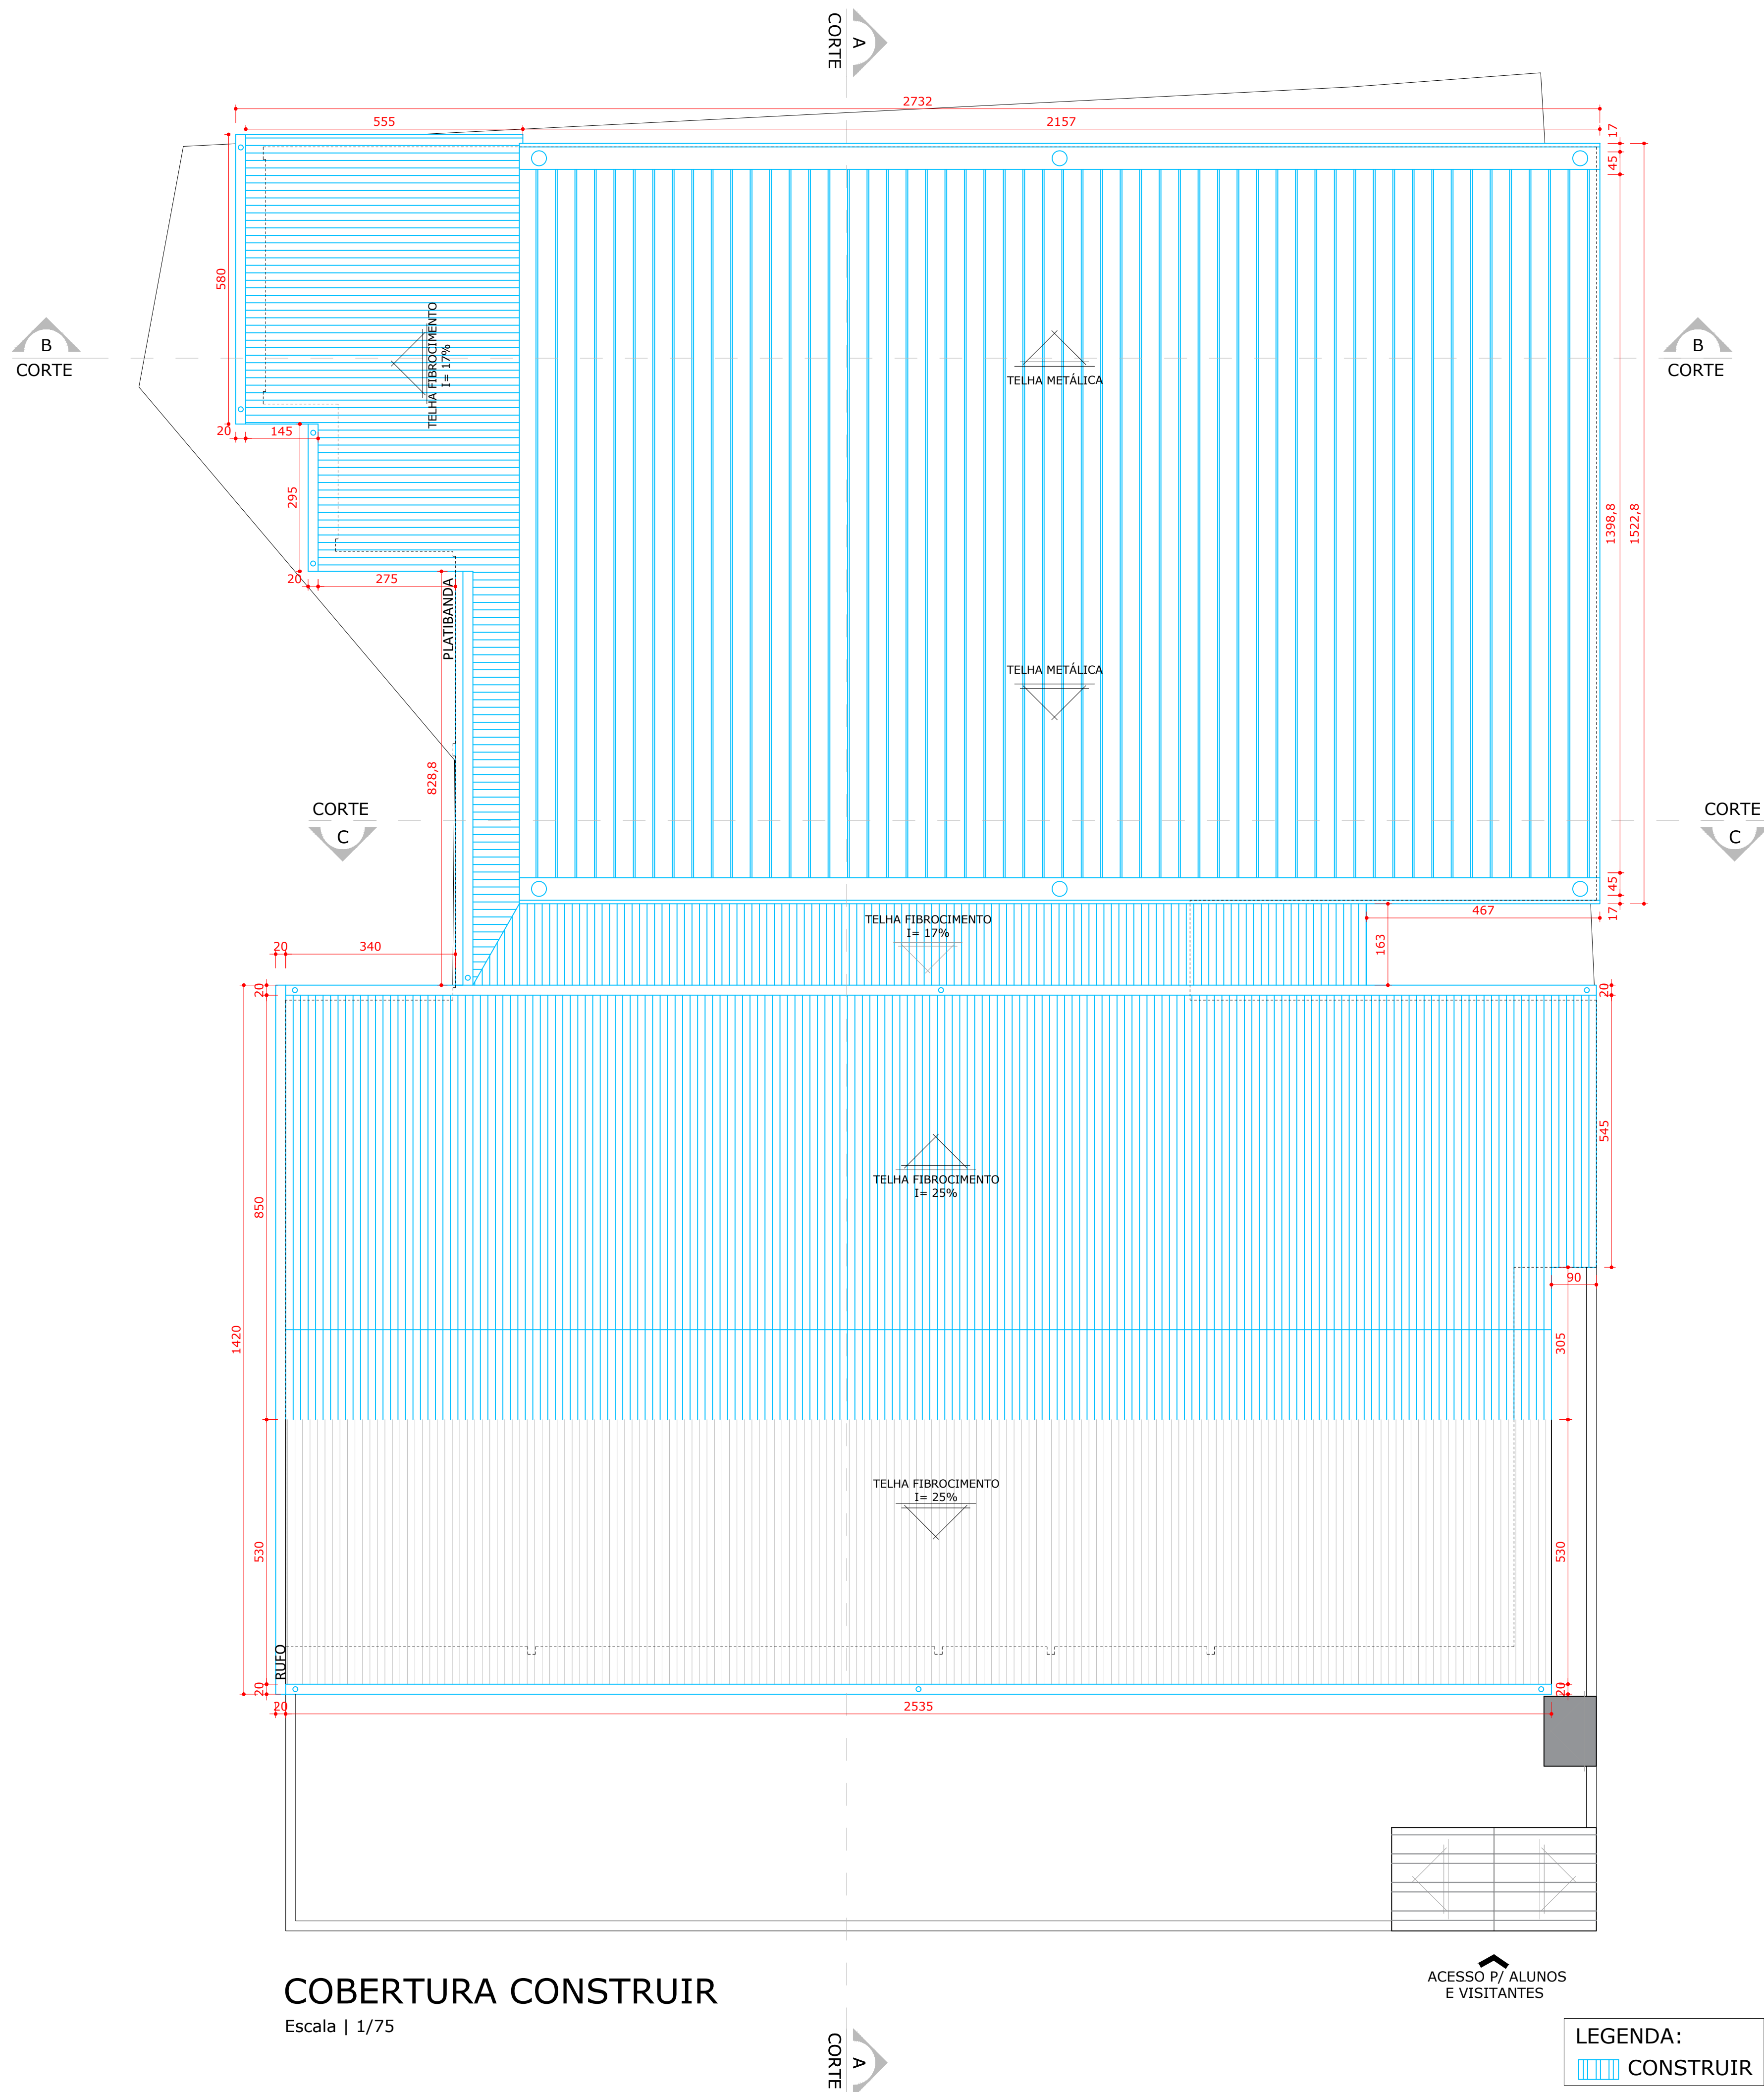 CORTE
A
2732
555
2157
17
45
580
B
CORTE
TELHA FIBROCIMENTO
I= 17%
TELHA METÁLICA
B
CORTE
20
145
295
1398,8
1522,8
20
275
PLATIBANDA
TELHA METÁLICA
828,8
CORTE
C
CORTE
C
45
17
TELHA FIBROCIMENTO
I= 17%
467
163
20
340
20
20
545
TELHA FIBROCIMENTO
I= 25%
850
90
1420
305
TELHA FIBROCIMENTO
I= 25%
530
530
RUFO
20
20
20
2535
ACESSO P/ ALUNOS
E VISITANTES
COBERTURA CONSTRUIR
Escala | 1/75
CORTE
A
LEGENDA:
CONSTRUIR